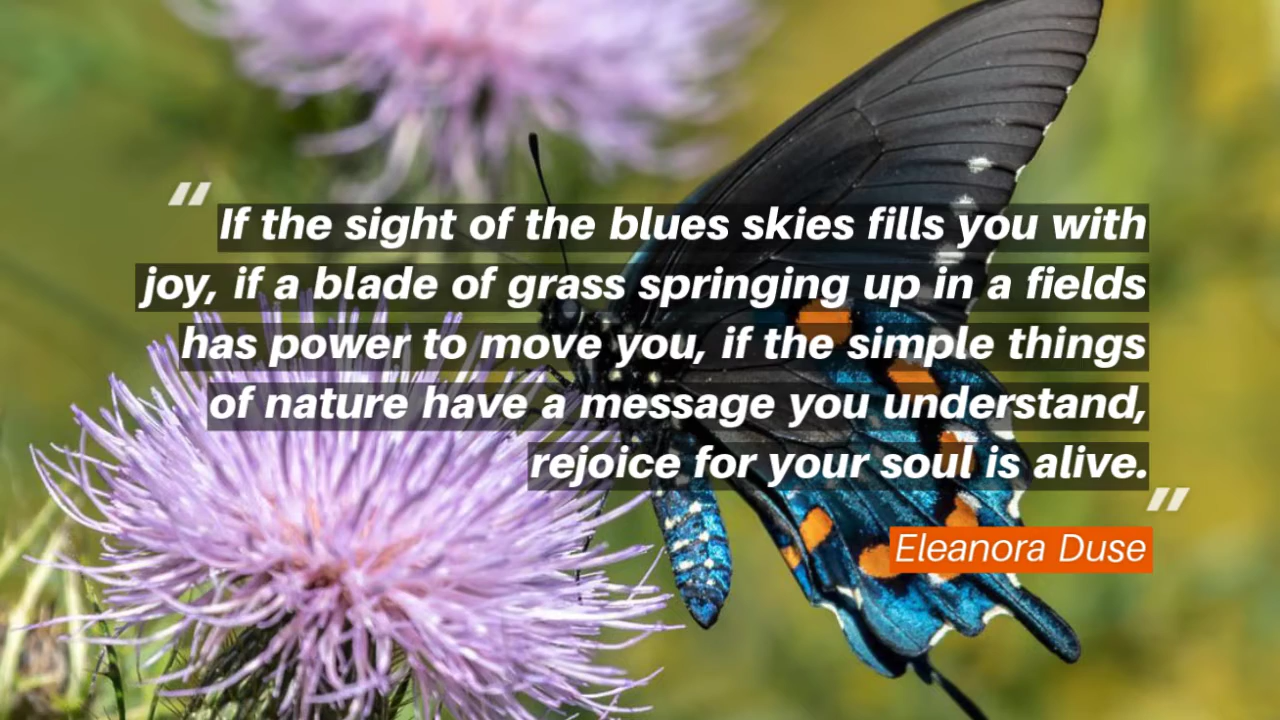 "If the sight of the blues skies fills you with
joy, if a blade of grass springing up in a fields
has power to move you, if the simple things
of nature have a message you understand,
rejoice for your soul is alive."
Eleanora Duse